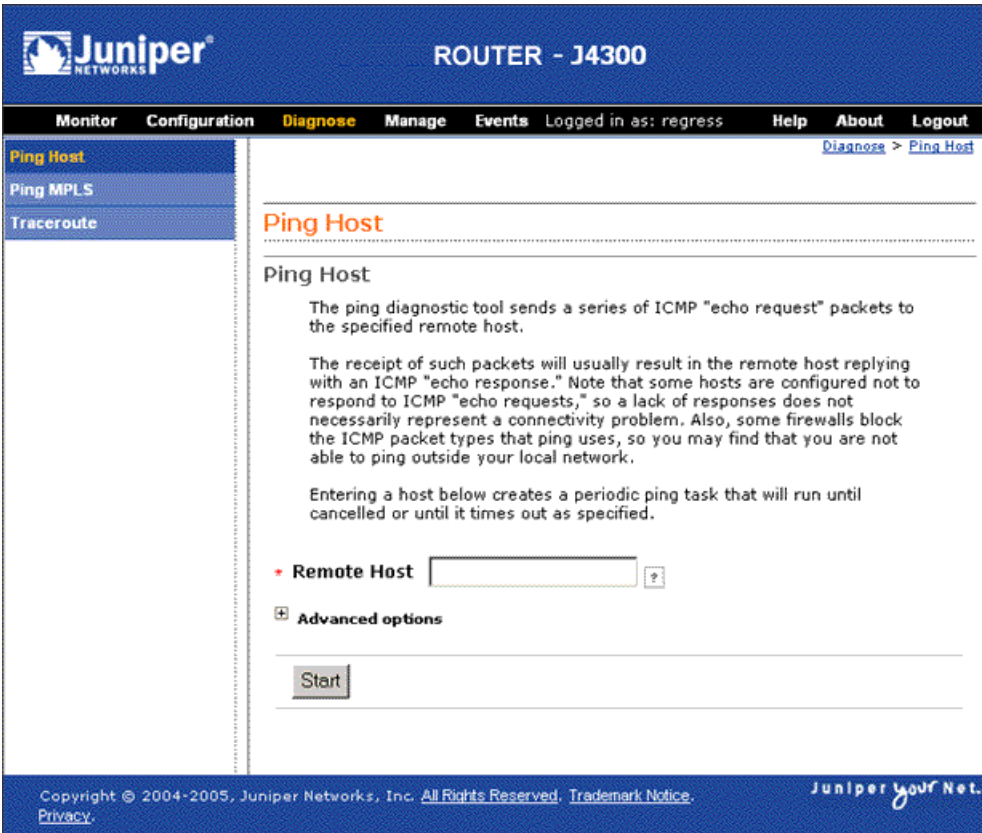 Juniper®
NETWORKS
ROUTER - J4300
Monitor Configuration Diagnose Manage Events Logged in as: regress Help About Logout
Diagnose > Ping Host
Ping Host
Ping MPLS
Traceroute
Ping Host
Ping Host
The ping diagnostic tool sends a series of ICMP "echo request" packets to
the specified remote host.
The receipt of such packets will usually result in the remote host replying
with an ICMP "echo response." Note that some hosts are configured not to
respond to ICMP "echo requests," so a lack of responses does not
necessarily represent a connectivity problem. Also, some firewalls block
the ICMP packet types that ping uses, so you may find that you are not
able to ping outside your local network.
Entering a host below creates a periodic ping task that will run until
cancelled or until it times out as specified.
* Remote Host ?
+ Advanced options
Start
Copyright © 2004-2005, Juniper Networks, Inc. All Rights Reserved. Trademark Notice.
Privacy.
Juniper your Net.